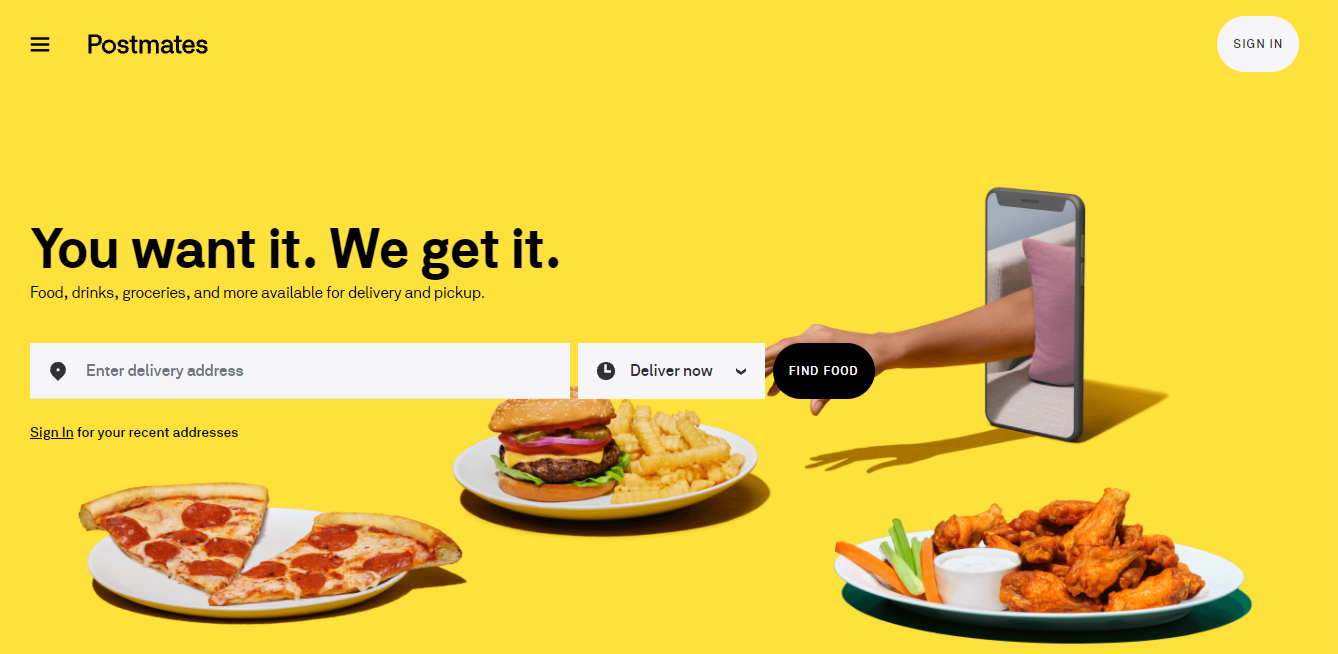 Postmates
SIGN IN
You want it. We get it.
Food, drinks, groceries, and more available for delivery and pickup.
Enter delivery address
Deliver now
FIND FOOD
Sign In for your recent addresses